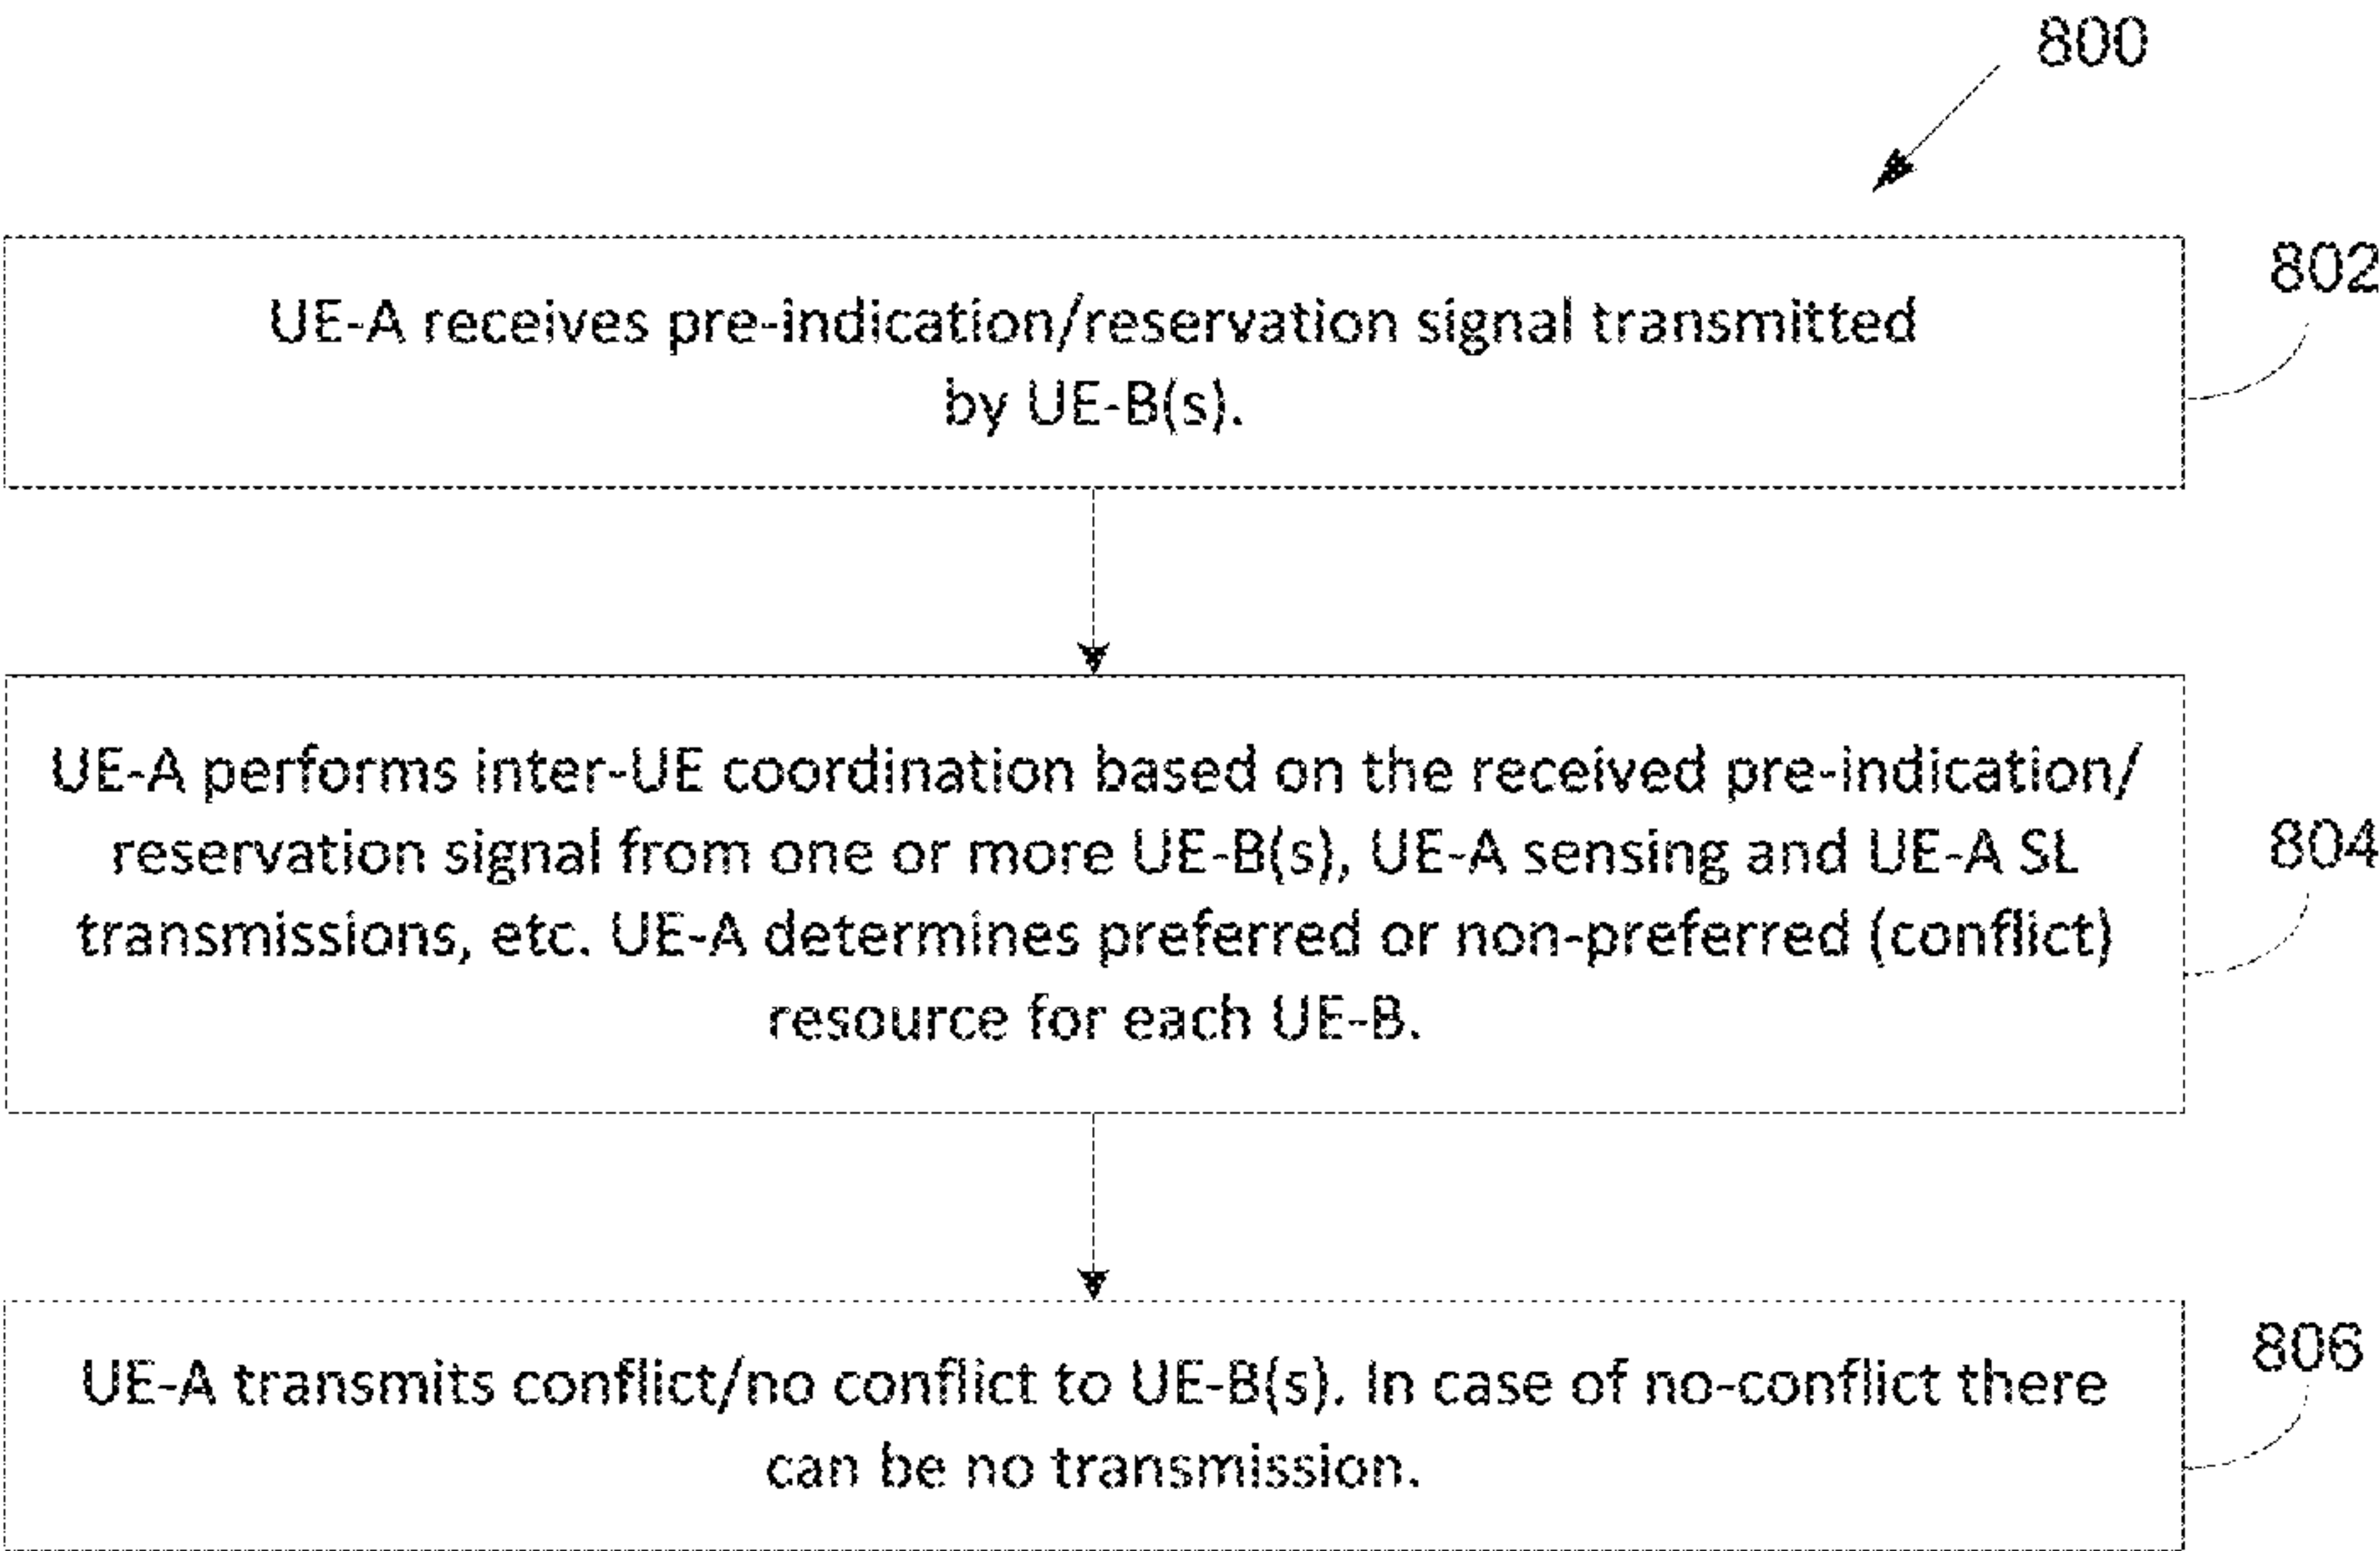 800
802
UE-A receives pre-indication/reservation signal transmitted
by UE-B(s).
UE-A performs inter-UE coordination based on the received pre-indication/
reservation signal from one or more UE-B(s), UE-A sensing and UE-A SL
804
transmissions, etc. UE-A determines preferred or non-preferred (conflict)
resource for each UE-B.
806
UE-A transmits conflict/no conflict to UE-B(s). In case of no-conflict there
can be no transmission.